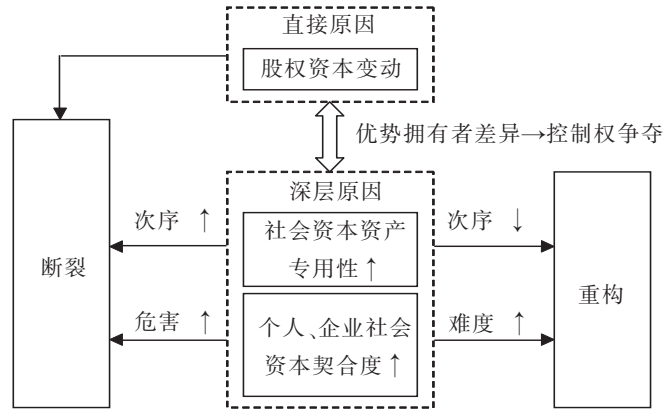 直接原因
股权资本变动
优势拥有者差异→控制权争夺
深层原因
次序 ↑
社会资本资产
专用性↑
次序 ↓
断裂
重构
危害 ↑
个人、企业社会
资本契合度↑
难度 ↑